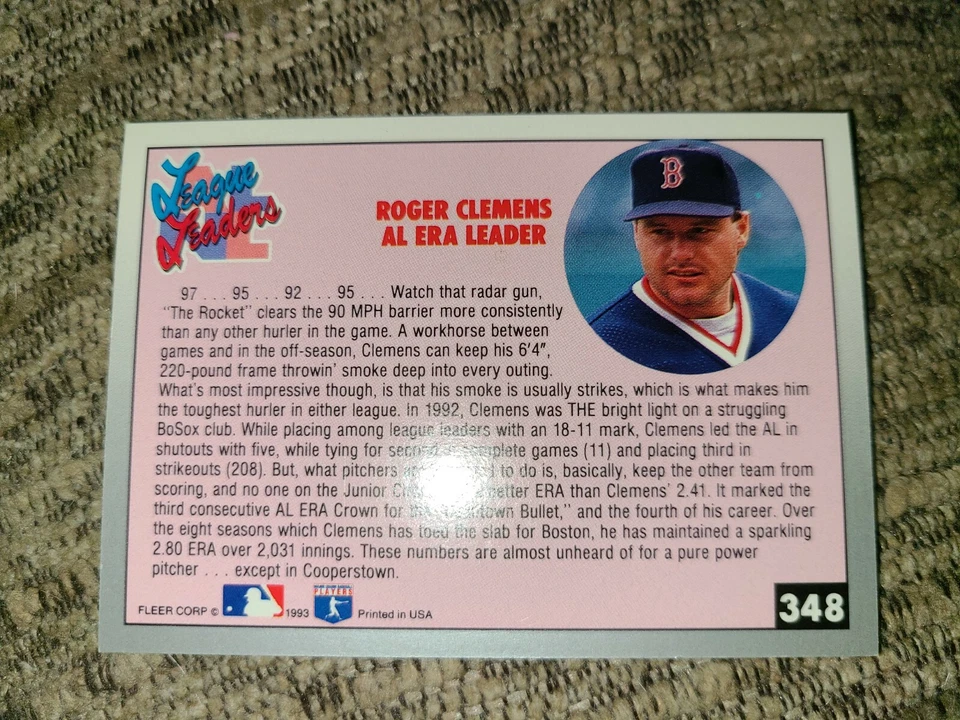 League
Leaders
AL
ROGER CLEMENS
AL ERA LEADER
B
97 . . . 95 . . . 92 . . . 95 . . . Watch that radar gun,
"The Rocket" clears the 90 MPH barrier more consistently
than any other hurler in the game. A workhorse between
games and in the off-season, Clemens can keep his 6'4",
220-pound frame throwin' smoke deep into every outing.
What's most impressive though, is that his smoke is usually strikes, which is what makes him
the toughest hurler in either league. In 1992, Clemens was THE bright light on a struggling
BoSox club. While placing among league leaders with an 18-11 mark, Clemens led the AL in
shutouts with five, while tying for second in complete games (11) and placing third in
strikeouts (208). But, what pitchers to do is, basically, keep the other team from
scoring, and no one on the Junior better ERA than Clemens' 2.41. It marked the
third consecutive AL ERA Crown for Bullet," and the fourth of his career. Over
the eight seasons which Clemens has toed the slab for Boston, he has maintained a sparkling
2.80 ERA over 2,031 innings. These numbers are almost unheard of for a pure power
pitcher . . . except in Cooperstown.
FLEER CORP © 1993 PLAYERS Printed in USA
348